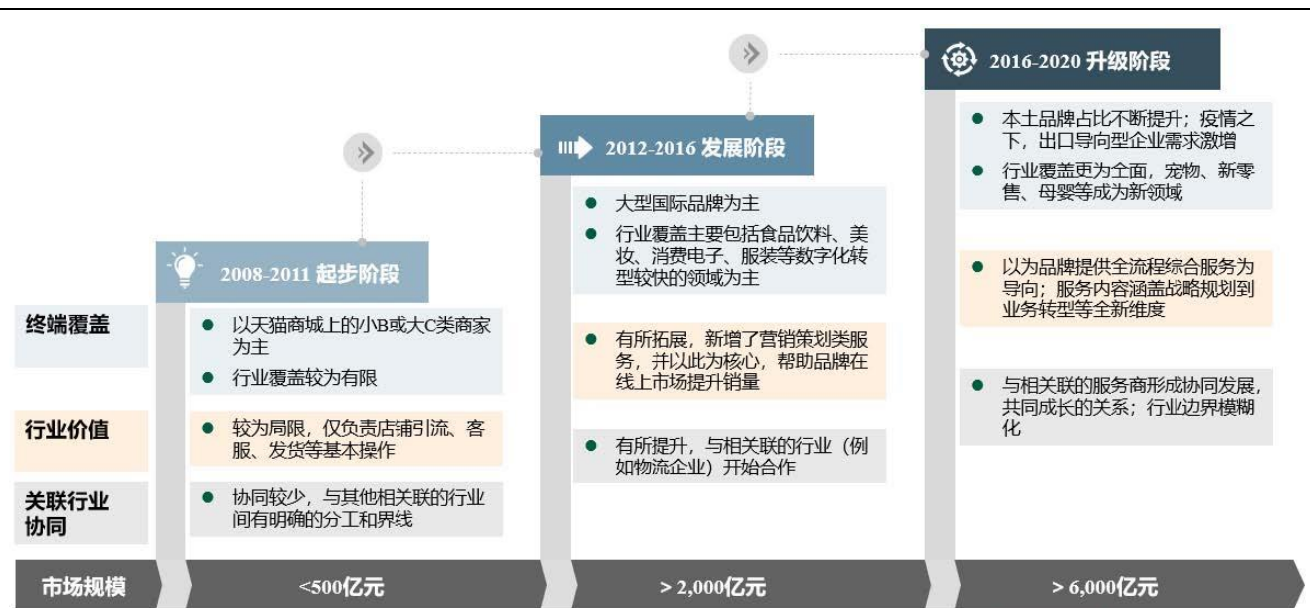 2016-2020 升级阶段
本土品牌占比不断提升；疫情之
下，出口导向型企业需求激增
行业覆盖更为全面，宠物、新零
售、母婴等成为新领域
以为品牌提供全流程综合服务为
导向；服务内容涵盖战略规划到
业务转型等全新维度
与相关联的服务商形成协同发展，
共同成长的关系；行业边界模糊
化
2012-2016 发展阶段
大型国际品牌为主
行业覆盖主要包括食品饮料、美
妆、消费电子、服装等数字化转
型较快的领域为主
有所拓展，新增了营销策划类服
务，并以此为核心，帮助品牌在
线上市场提升销量
有所提升，与相关联的行业（例
如物流企业）开始合作
2008-2011 起步阶段
终端覆盖
以天猫商城上的小B或大C类商家
为主
行业覆盖较为有限
行业价值
较为局限，仅负责店铺引流、客
服、发货等基本操作
关联行业
协同
协同较少，与其他相关联的行业
间有明确的分工和界线
市场规模
<500亿元
> 2,000亿元
> 6,000亿元